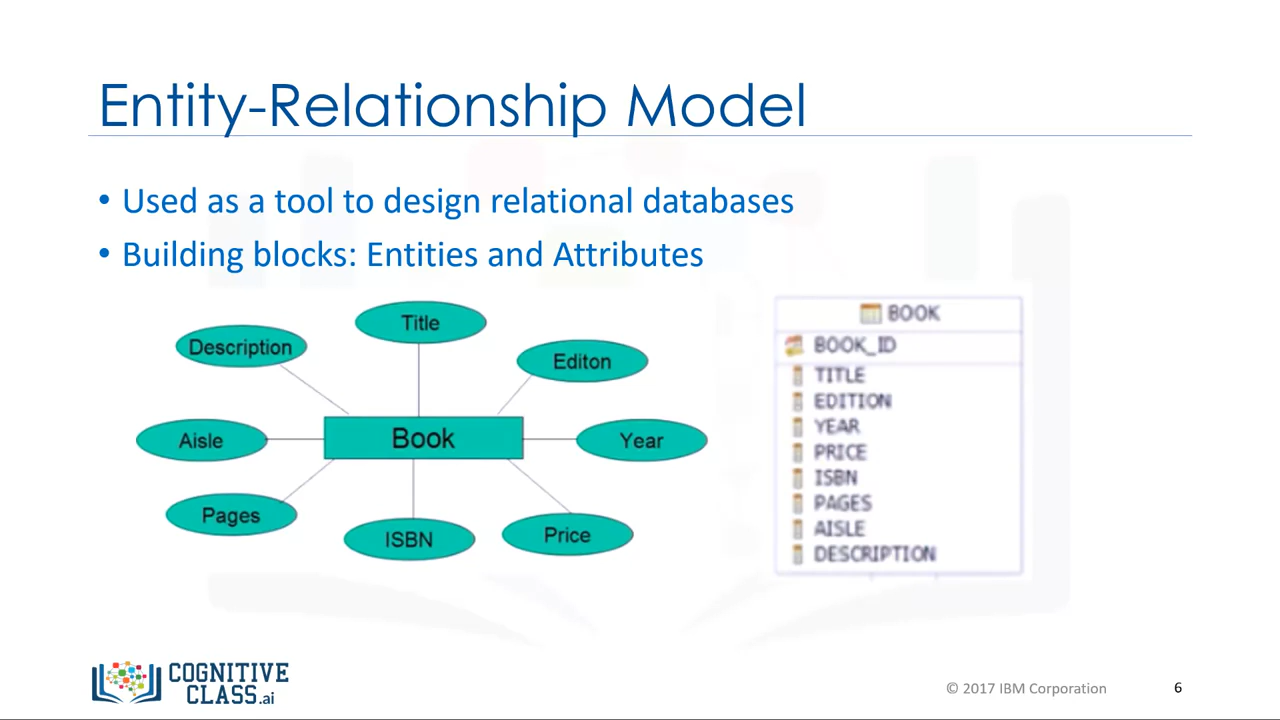 Entity-Relationship Model
• Used as a tool to design relational databases
• Building blocks: Entities and Attributes
Title
Description
Editon
Book
Aisle
Year
Pages
ISBN
Price
BOOK
BOOK_ID
TITLE
EDITION
YEAR
PRICE
ISBN
PAGES
AISLE
DESCRIPTION
COGNITIVE
CLASS.ai
© 2017 IBM Corporation
6